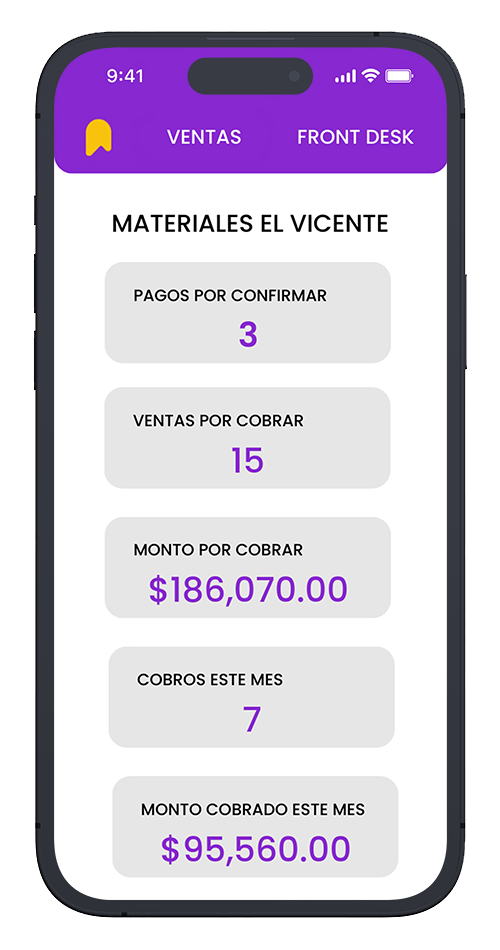 9:41
VENTAS FRONT DESK
MATERIALES EL VICENTE
PAGOS POR CONFIRMAR
3
VENTAS POR COBRAR
15
MONTO POR COBRAR
$186,070.00
COBROS ESTE MES
7
MONTO COBRADO ESTE MES
$95,560.00